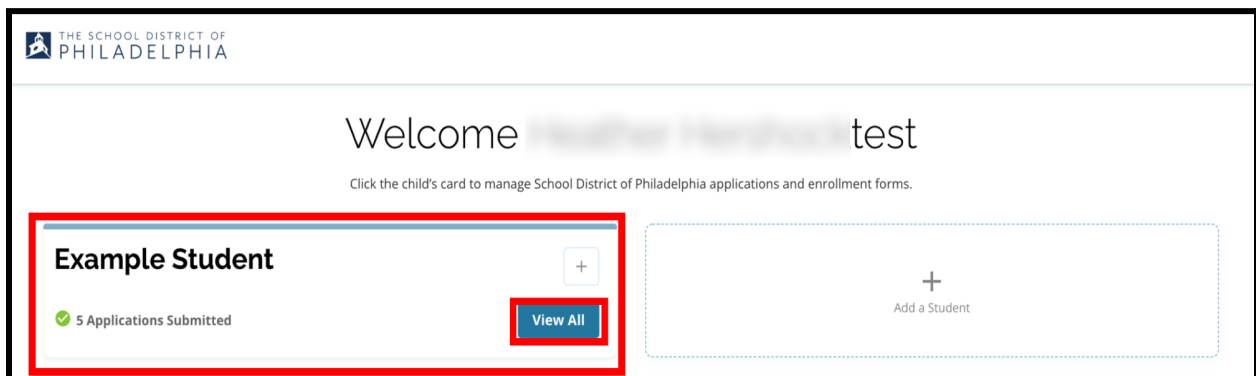 THE SCHOOL DISTRICT OF
PHILADELPHIA
Welcome test
Click the child's card to manage School District of Philadelphia applications and enrollment forms.
Example Student
+
5 Applications Submitted
View All
+
Add a Student